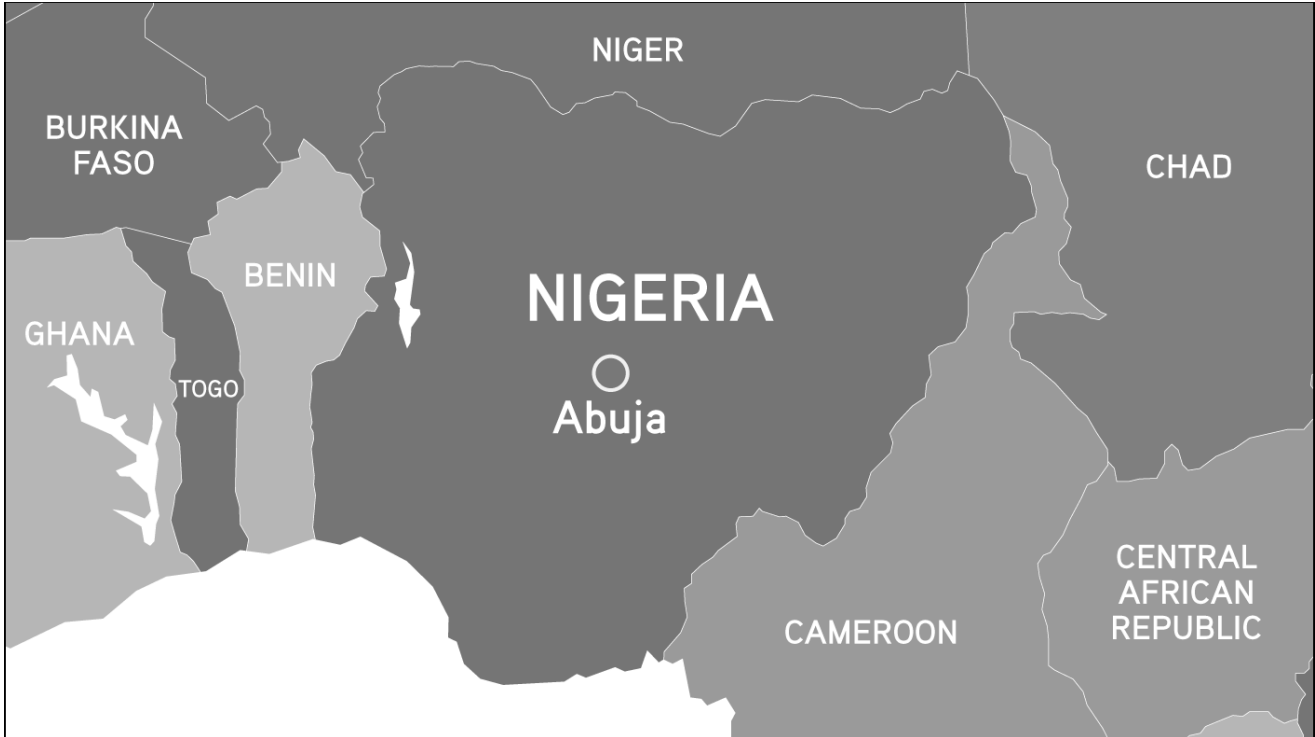 NIGER
BURKINA
FASO
CHAD
BENIN
NIGERIA
GHANA
TOGO
Abuja
CENTRAL
AFRICAN
REPUBLIC
CAMEROON